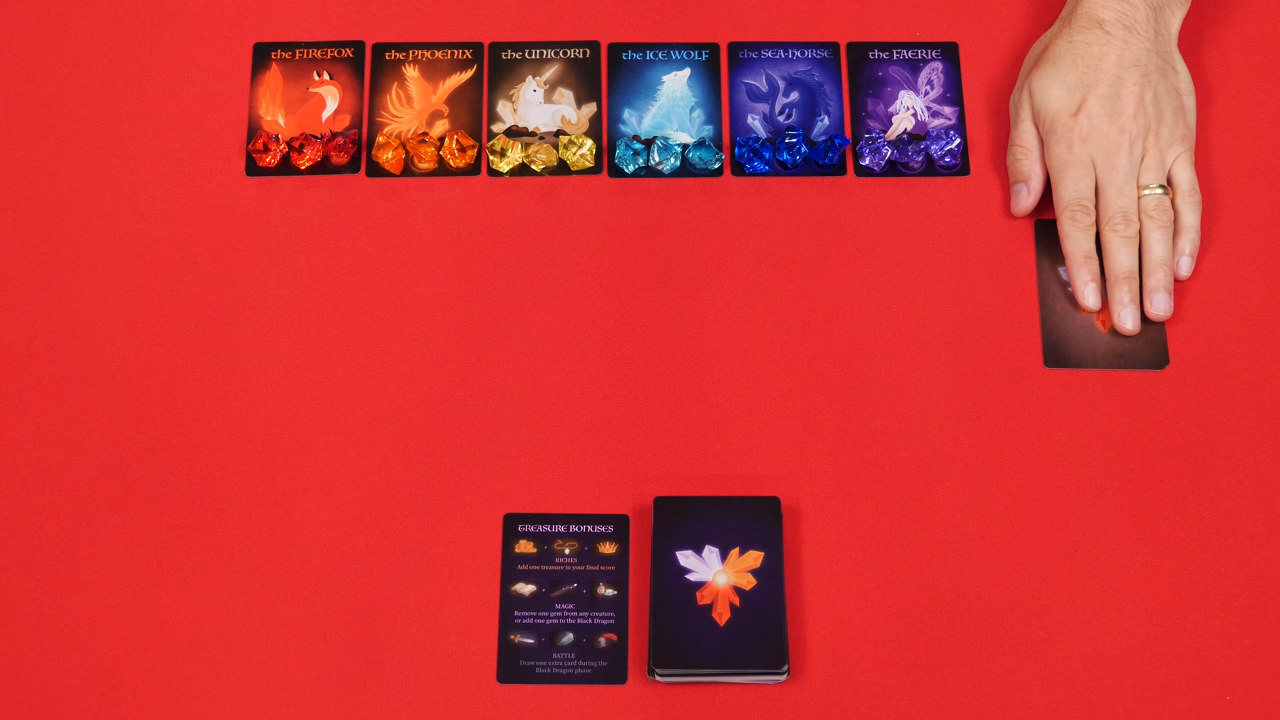 the FIREFOX
the PHOENIX
the UNICORN
the ICE WOLF
the SEA-HORSE
the FAERIE
TREASURE BONUSES
RICHES
Add one treasure to your final score
MAGIC
Remove one gem from any creature,
or add one gem to the Black Dragon
BATTLE
Draw one extra card during the
Black Dragon phase